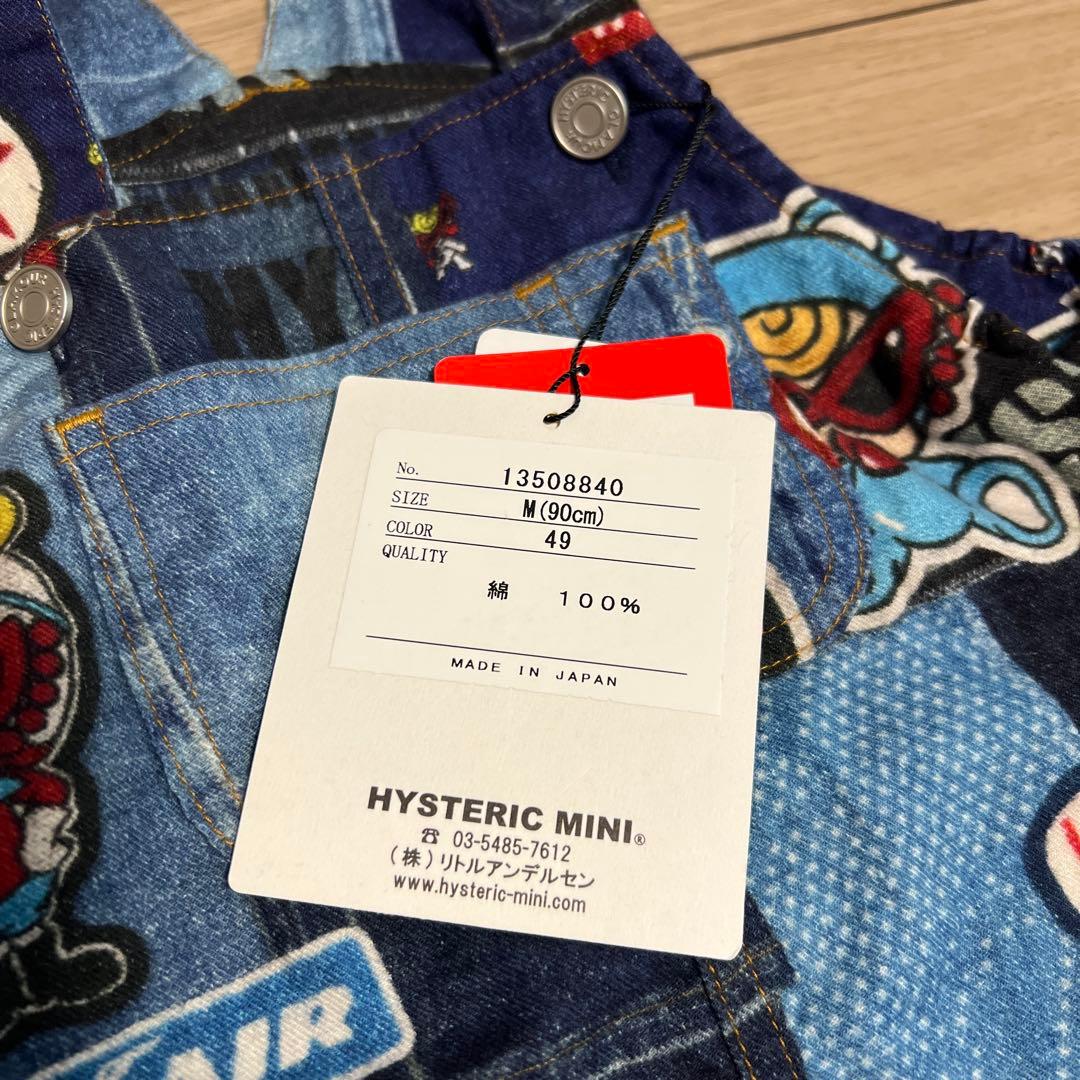 HY
No. 13508840
SIZE M(90cm)
COLOR 49
QUALITY
綿 100%
MADE IN JAPAN
HYSTERIC MINI®
☎ 03-5485-7612
(株)リトルアンデルセン
www.hysteric-mini.com